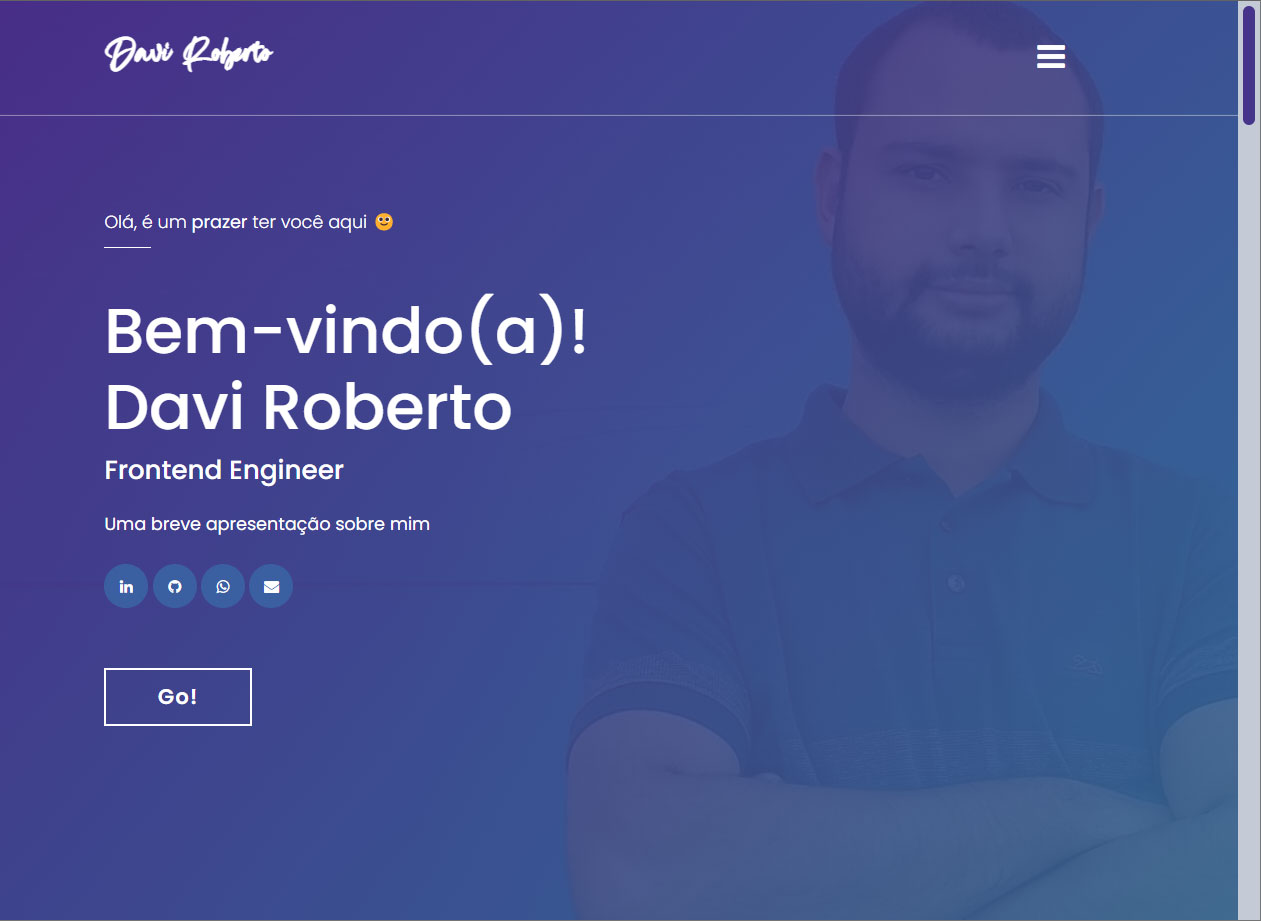 Davi Roberto
Olá, é um prazer ter você aqui 🙂
Bem-vindo(a)!
Davi Roberto
Frontend Engineer
Uma breve apresentação sobre mim
in
Go!